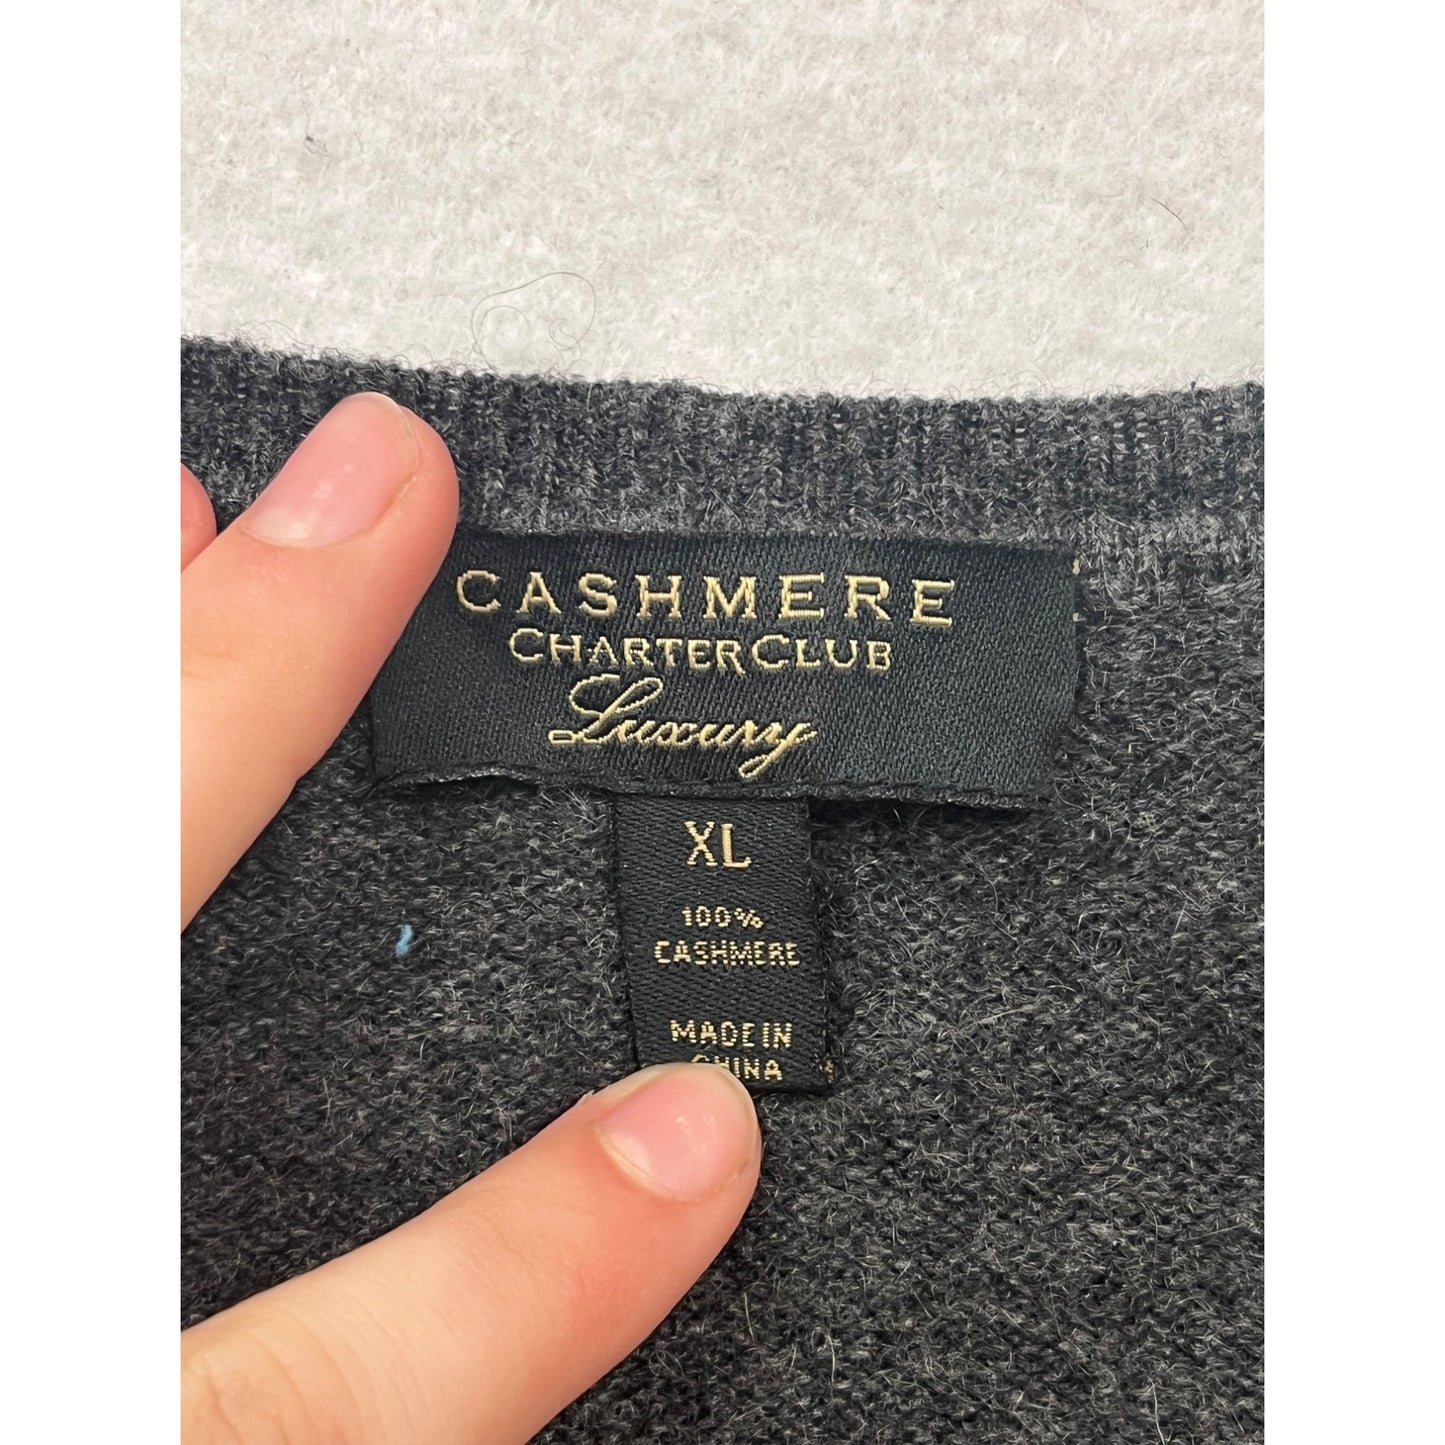 CASHMERE
CHARTER CLUB
Luxury
XL
100%
CASHMERE
MADE IN
CHINA